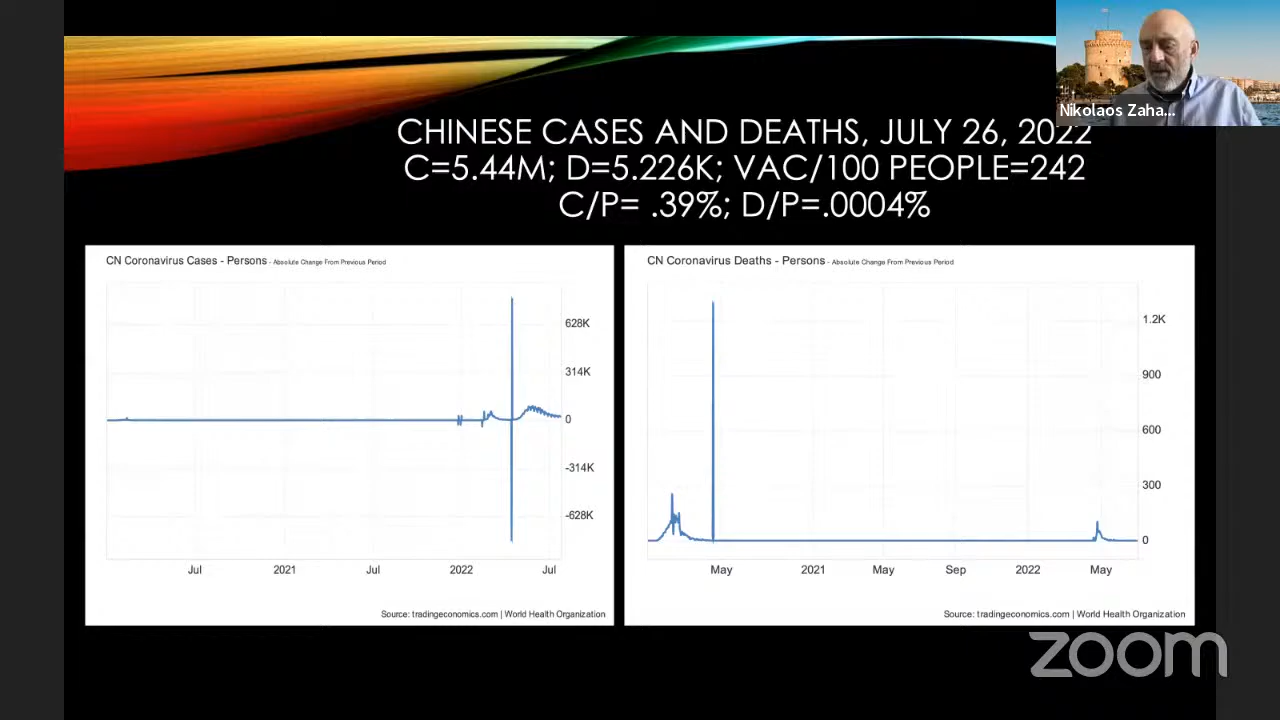 Nikolaos Zaha...
CHINESE CASES AND DEATHS, JULY 26, 2022
C=5.44M; D=5.226K; VAC/100 PEOPLE=242
C/P= .39%; D/P=.0004%
CN Coronavirus Cases - Persons - Absolute Change From Previous Period
628K
314K
0
-314K
-628K
Jul 2021 Jul 2022 Jul
Source: tradingeconomics.com | World Health Organization
CN Coronavirus Deaths - Persons - Absolute Change From Previous Period
1.2K
900
600
300
0
May 2021 May Sep 2022 May
Source: tradingeconomics.com | World Health Organization
zoom